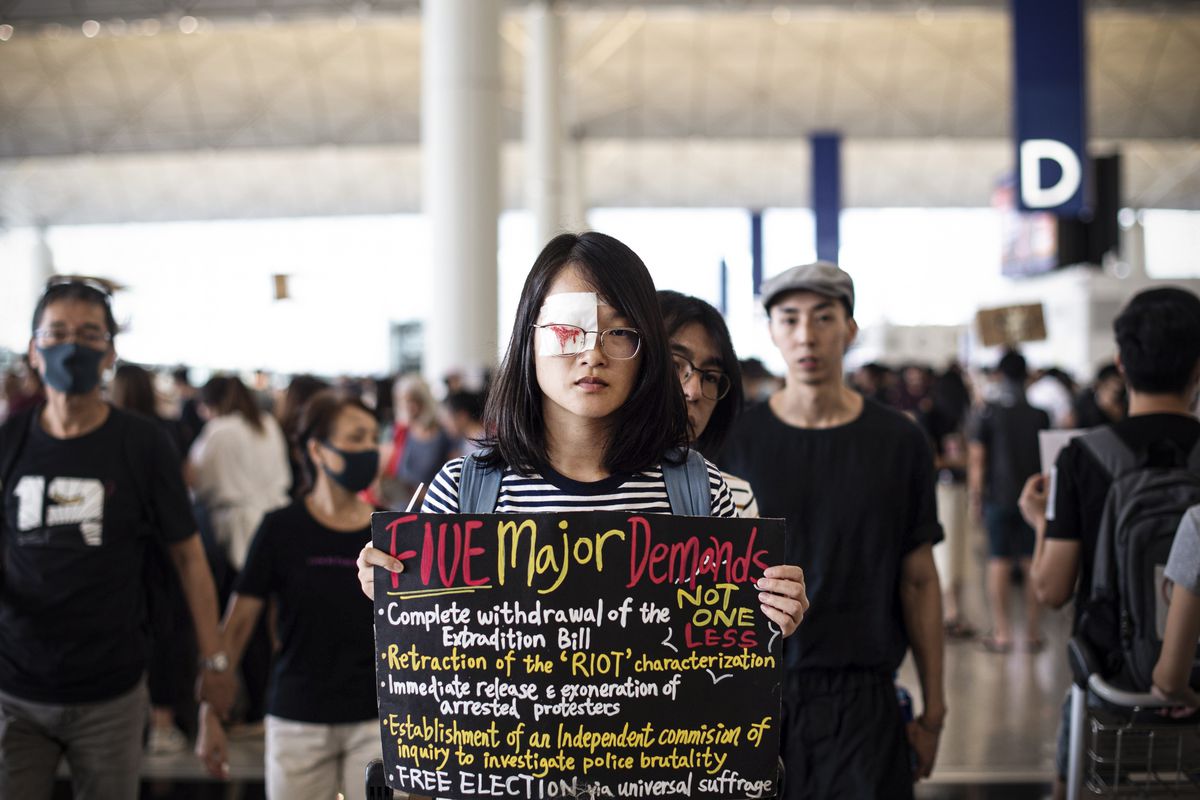 D
17
FIVE Major Demands
NOT
ONE
LESS
· Complete withdrawal of the
Extradition Bill
· Retraction of the 'RIOT' characterization
· Immediate release & exoneration of
arrested protesters
· Establishment of an Independent commision of
inquiry to investigate police brutality
· FREE ELECTION via universal suffrage